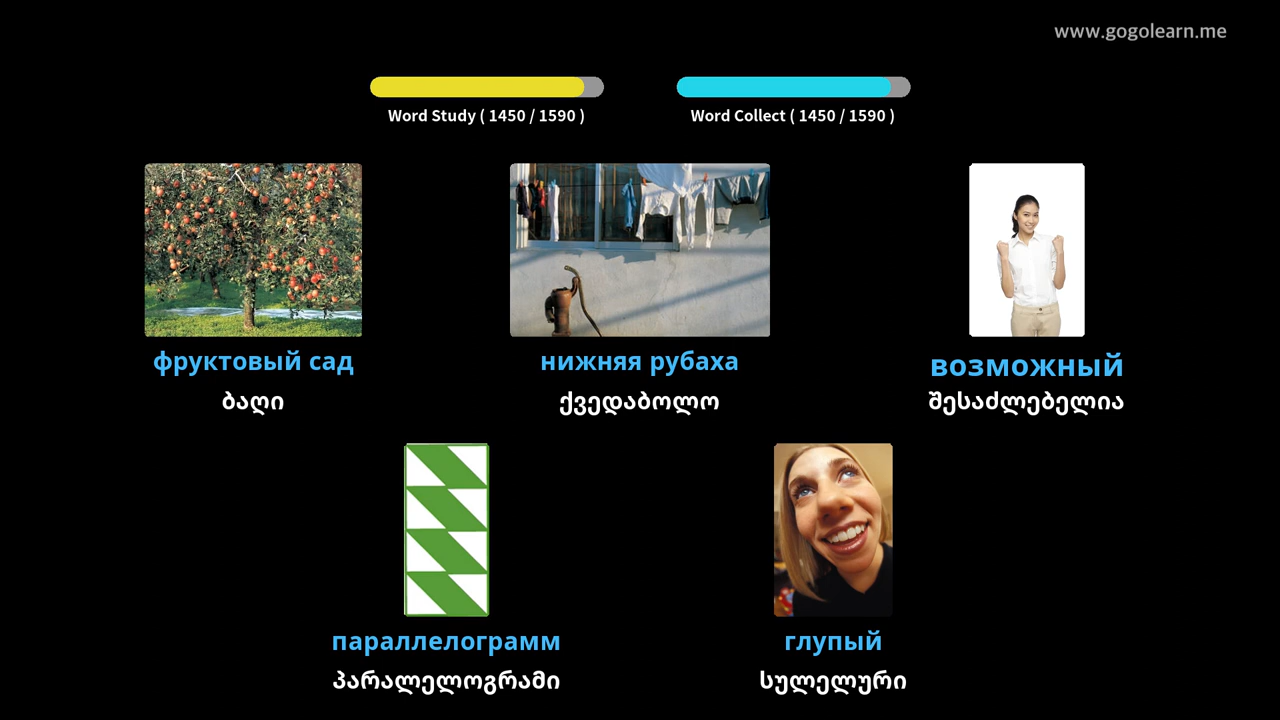 www.gogolearn.me
Word Study ( 1450 / 1590 )
Word Collect ( 1450 / 1590 )
фруктовый сад
ბაღი
нижняя рубаха
ქვედაბოლო
возможный
შესაძლებელია
параллелограмм
პარალელოგრამი
глупый
სულელური